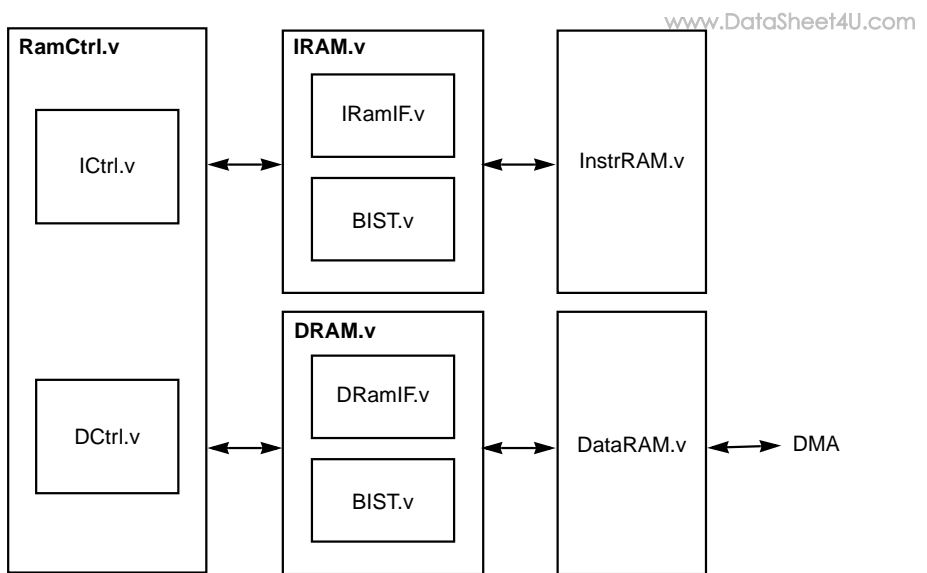 www.DataSheet4U.com
RamCtrl.v
ICtrl.v
DCtrl.v
IRAM.v
IRamIF.v
BIST.v
InstrRAM.v
DRAM.v
DRamIF.v
BIST.v
DataRAM.v
DMA